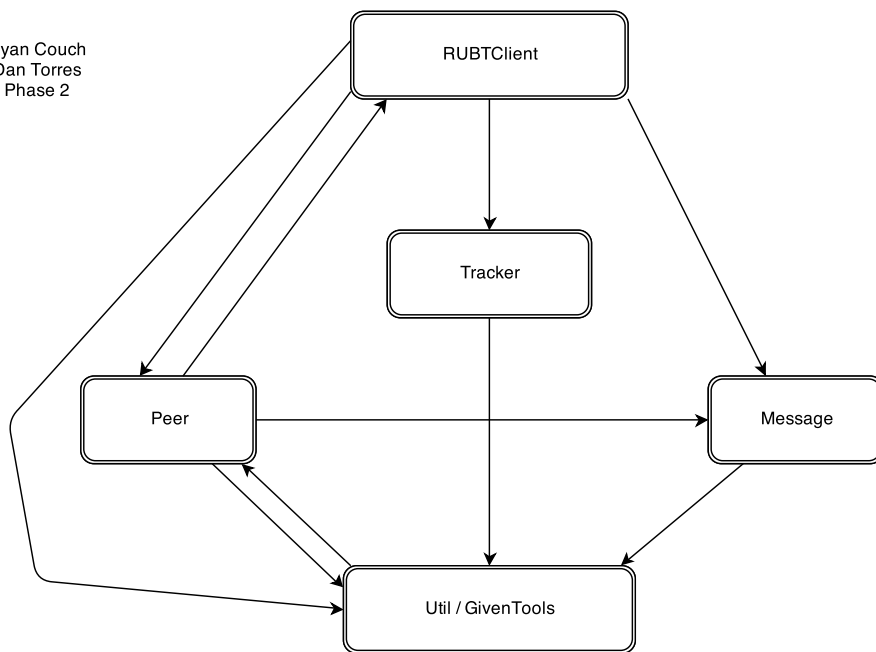 yan Couch
Dan Torres
Phase 2
RUBTClient
Tracker
Peer
Message
Util / GivenTools